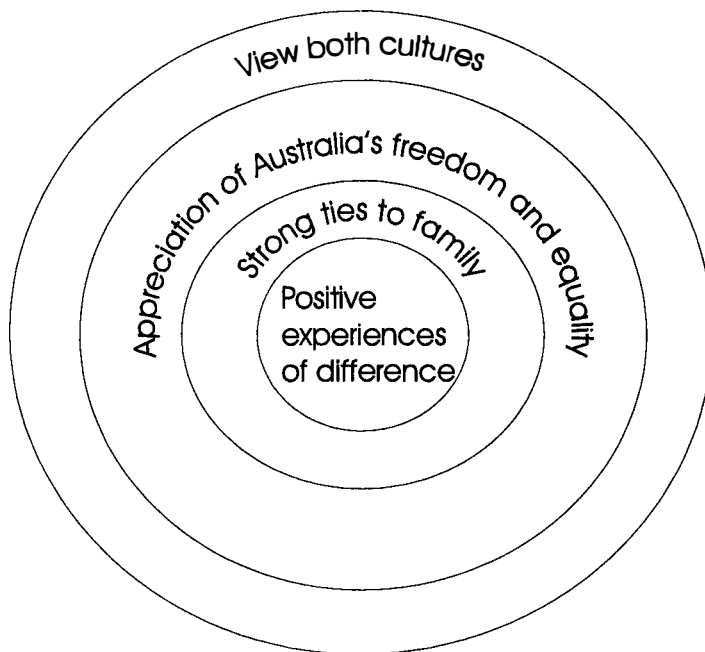 View both cultures
Appreciation of Australia's freedom and equality
Strong ties to family
Positive
experiences
of difference